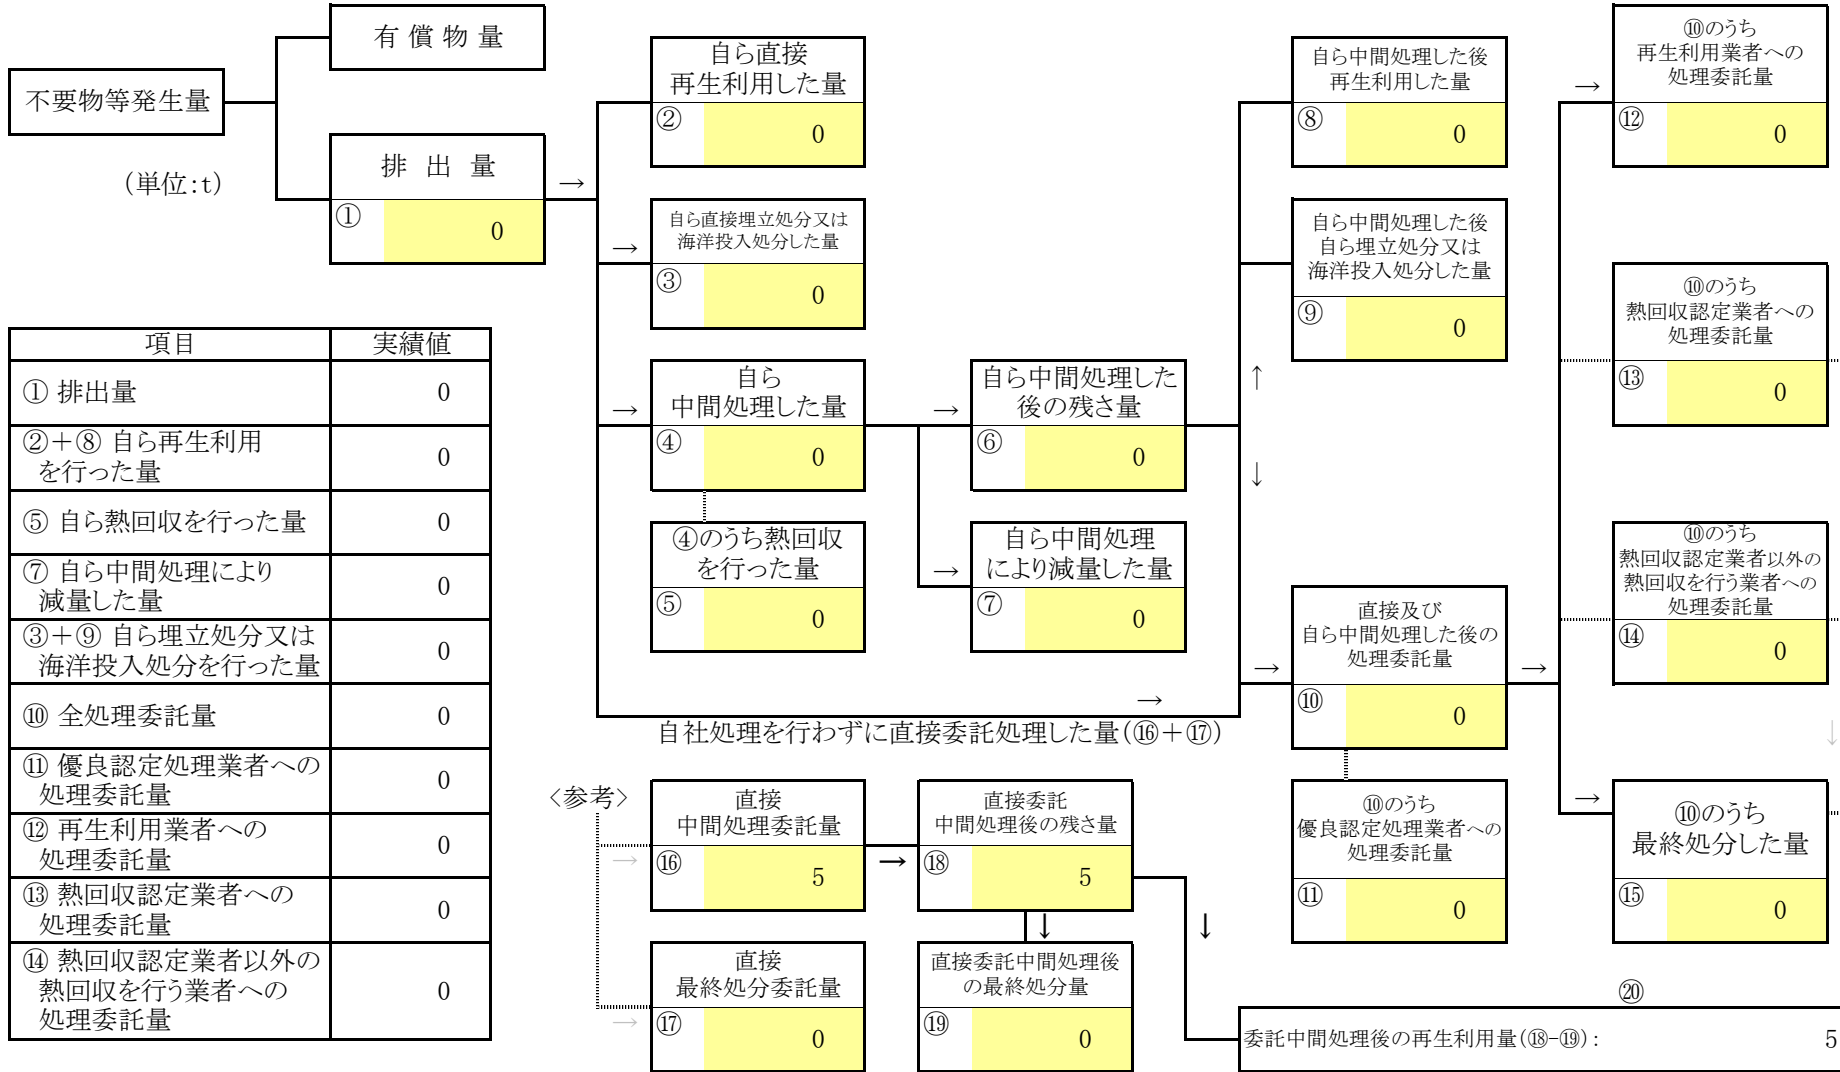 有 償 物 量
不要物等発生量
(単位:t)
排 出 量
①
0
→
自ら直接
再生利用した量
②
0
→
自ら直接埋立処分又は
海洋投入処分した量
③
0
→
自ら
中間処理した量
④
0
④のうち熱回収
を行った量
⑤
0
→
自ら中間処理した
後の残さ量
⑥
0
→
自ら中間処理
により減量した量
⑦
0
↑
↓
自ら中間処理した後
再生利用した量
⑧
0
自ら中間処理した後
自ら埋立処分又は
海洋投入処分した量
⑨
0
→
自社処理を行わずに直接委託処理した量(⑯+⑰)
→
直接及び
自ら中間処理した後の
処理委託量
⑩
0
⑩のうち
優良認定処理業者への
処理委託量
⑪
0
→
→
⑩のうち
再生利用業者への
処理委託量
⑫
0
⑩のうち
熱回収認定業者への
処理委託量
⑬
0
⑩のうち
熱回収認定業者以外の
熱回収を行う業者への
処理委託量
⑭
0
↓
→
⑩のうち
最終処分した量
⑮
0
項目 実績値
① 排出量 0
②+⑧ 自ら再生利用
を行った量 0
⑤ 自ら熱回収を行った量 0
⑦ 自ら中間処理により
減量した量 0
③+⑨ 自ら埋立処分又は
海洋投入処分を行った量 0
⑩ 全処理委託量 0
⑪ 優良認定処理業者への
処理委託量 0
⑫ 再生利用業者への
処理委託量 0
⑬ 熱回収認定業者への
処理委託量 0
⑭ 熱回収認定業者以外の
熱回収を行う業者への
処理委託量 0
〈参考〉
→
直接
中間処理委託量
⑯
5
→
直接委託
中間処理後の残さ量
⑱
5
↓
↓
→
直接
最終処分委託量
⑰
0
直接委託中間処理後
の最終処分量
⑲
0
⑳
委託中間処理後の再生利用量(⑱-⑲): 5